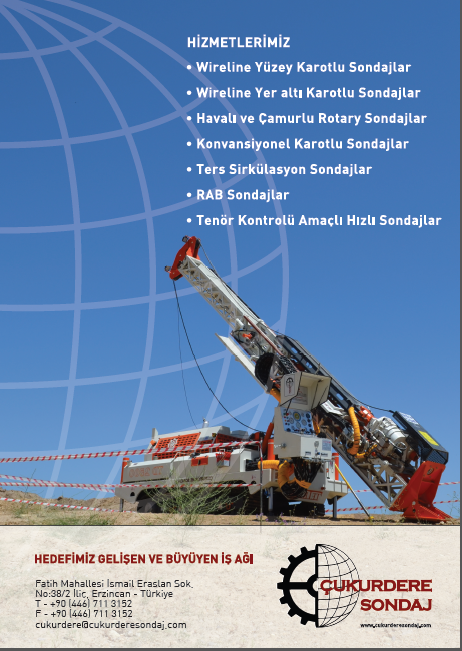 HİZMETLERİMİZ
• Wireline Yüzey Karotlu Sondajlar
• Wireline Yer altı Karotlu Sondajlar
• Havalı ve Çamurlu Rotary Sondajlar
• Konvansiyonel Karotlu Sondajlar
• Ters Sirkülasyon Sondajlar
• RAB Sondajlar
• Tenör Kontrolü Amaçlı Hızlı Sondajlar
HEDEFİMİZ GELİŞEN VE BÜYÜYEN İŞ AĞI
Fatih Mahallesi İsmail Eraslan Sok.
No:38/2 İliç, Erzincan - Türkiye
T - +90 (446) 711 3152
F - +90 (446) 711 3152
cukurdere@cukurderesondaj.com
ÇUKURDERE
SONDAJ
www.cukurderesondaj.com